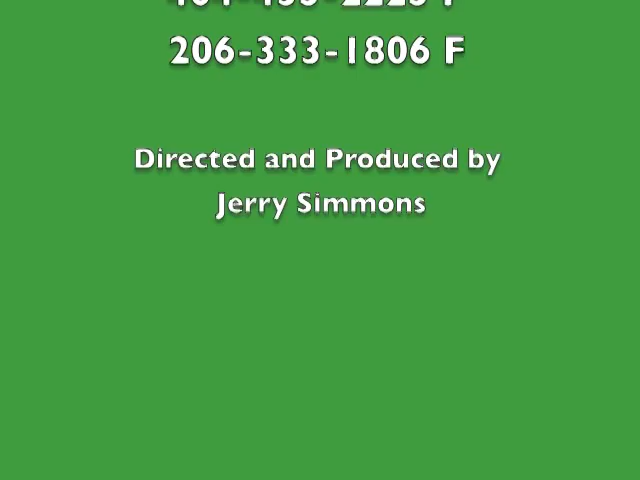 206-333-1806 F
Directed and Produced by
Jerry Simmons